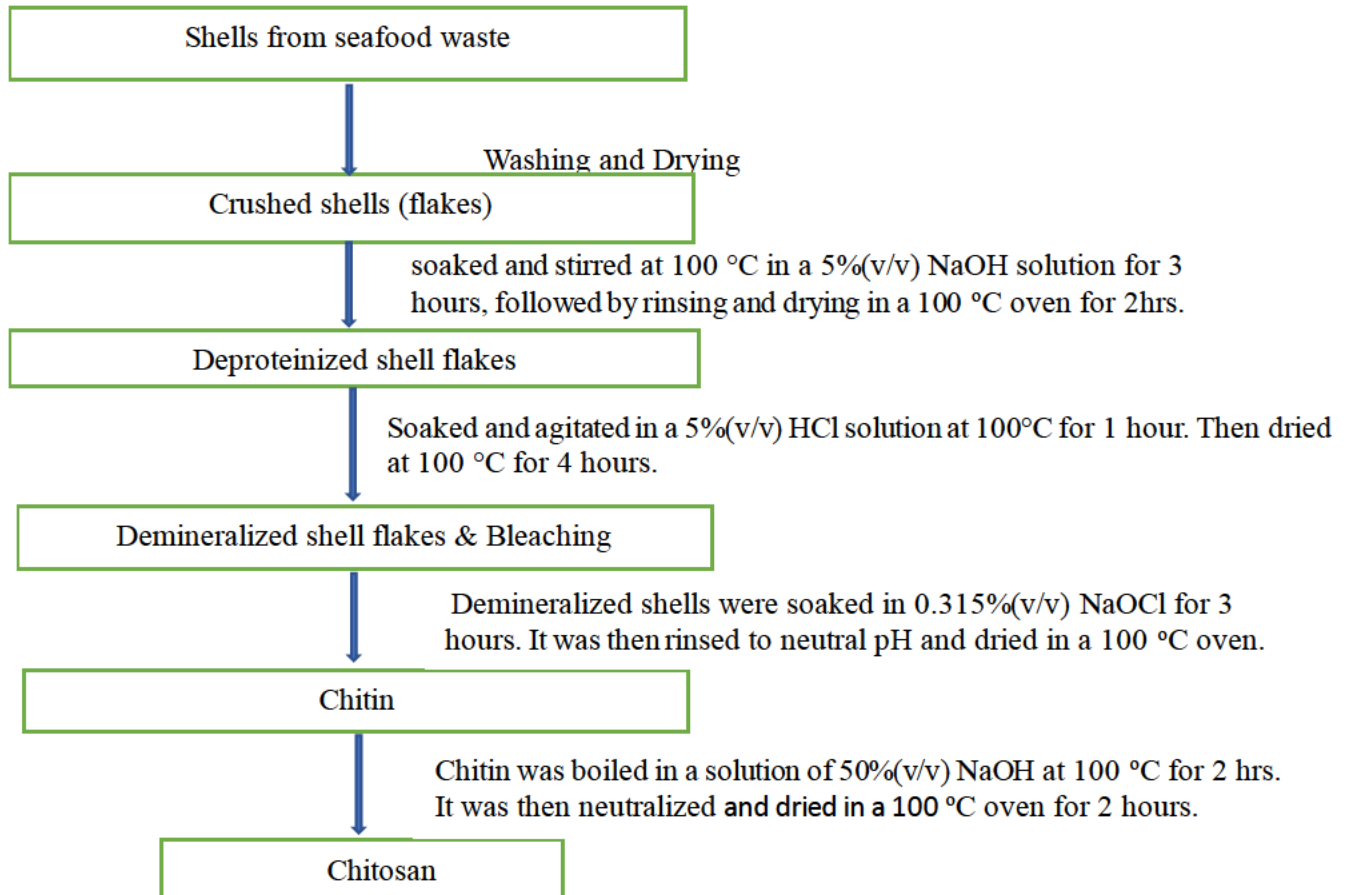 Shells from seafood waste
Washing and Drying
Crushed shells (flakes)
soaked and stirred at 100 °C in a 5%(v/v) NaOH solution for 3
hours, followed by rinsing and drying in a 100 ºC oven for 2hrs.
Deproteinized shell flakes
Soaked and agitated in a 5%(v/v) HCl solution at 100°C for 1 hour. Then dried
at 100 °C for 4 hours.
Demineralized shell flakes & Bleaching
Demineralized shells were soaked in 0.315%(v/v) NaOCl for 3
hours. It was then rinsed to neutral pH and dried in a 100 ºC oven.
Chitin
Chitin was boiled in a solution of 50%(v/v) NaOH at 100 ºC for 2 hrs.
It was then neutralized and dried in a 100 ºC oven for 2 hours.
Chitosan